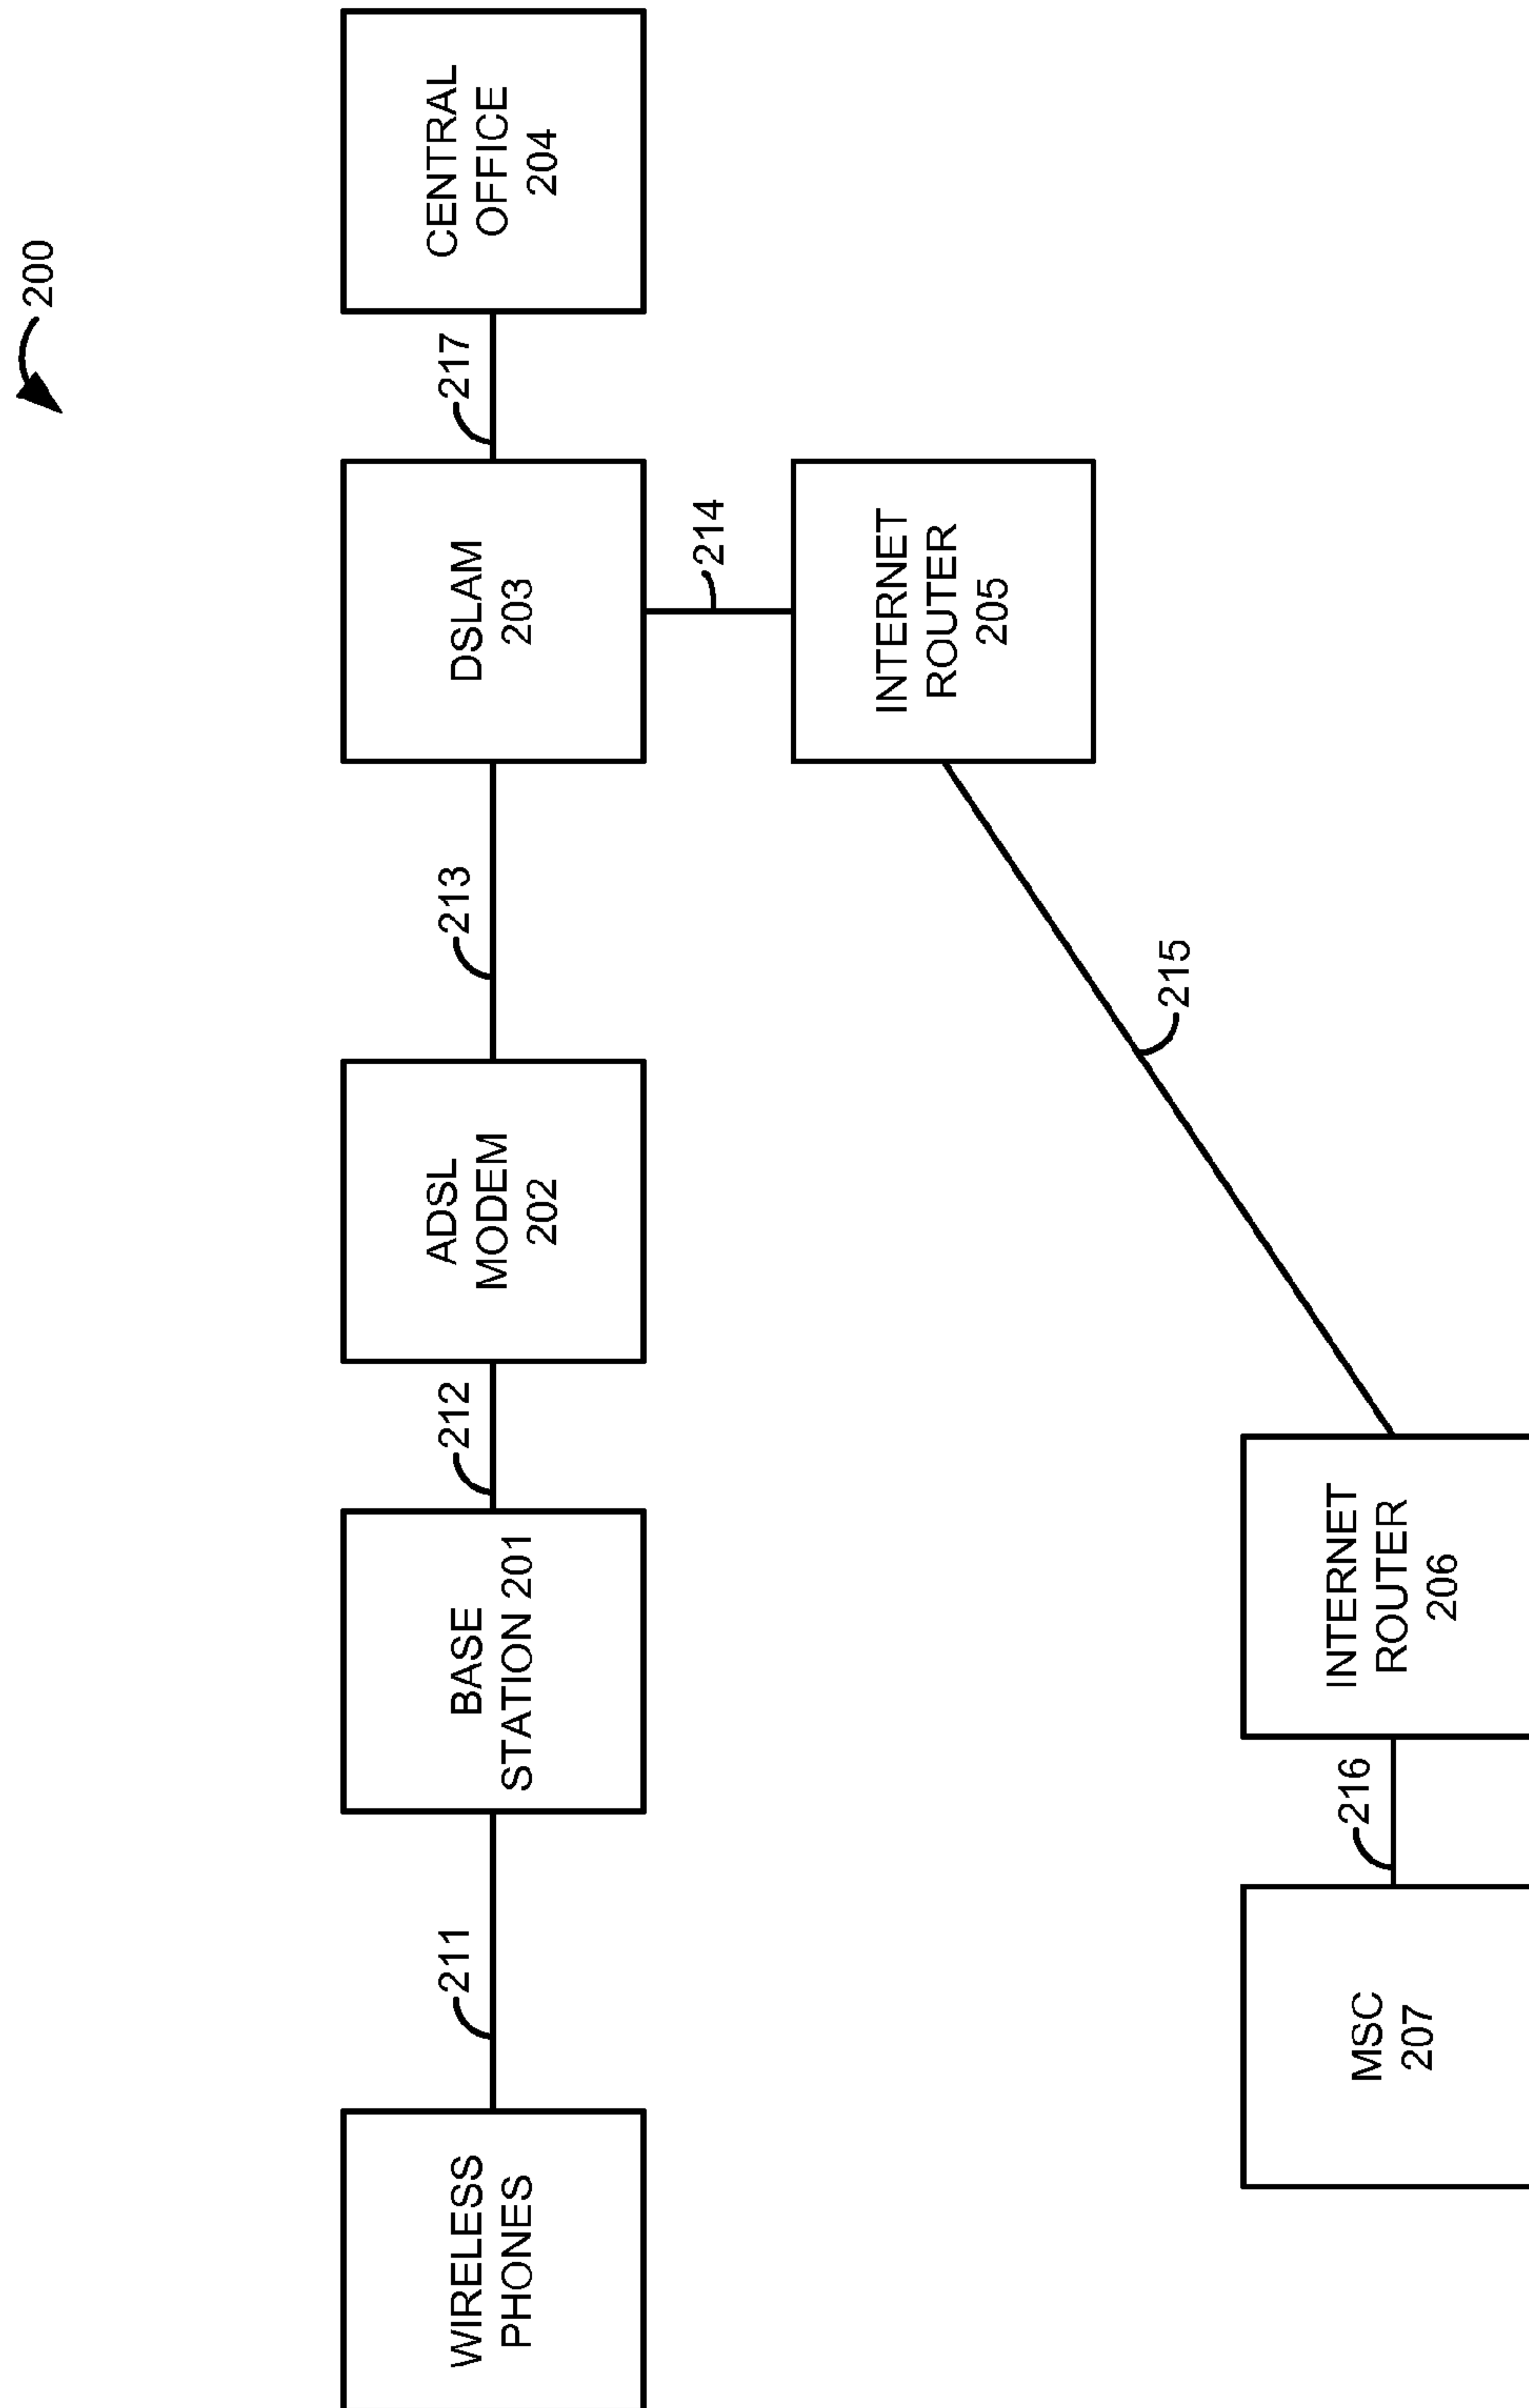 200
WIRELESS
PHONES
211
BASE
STATION 201
212
ADSL
MODEM
202
213
DSLAM
203
217
CENTRAL
OFFICE
204
214
INTERNET
ROUTER
205
215
MSC
207
216
INTERNET
ROUTER
206